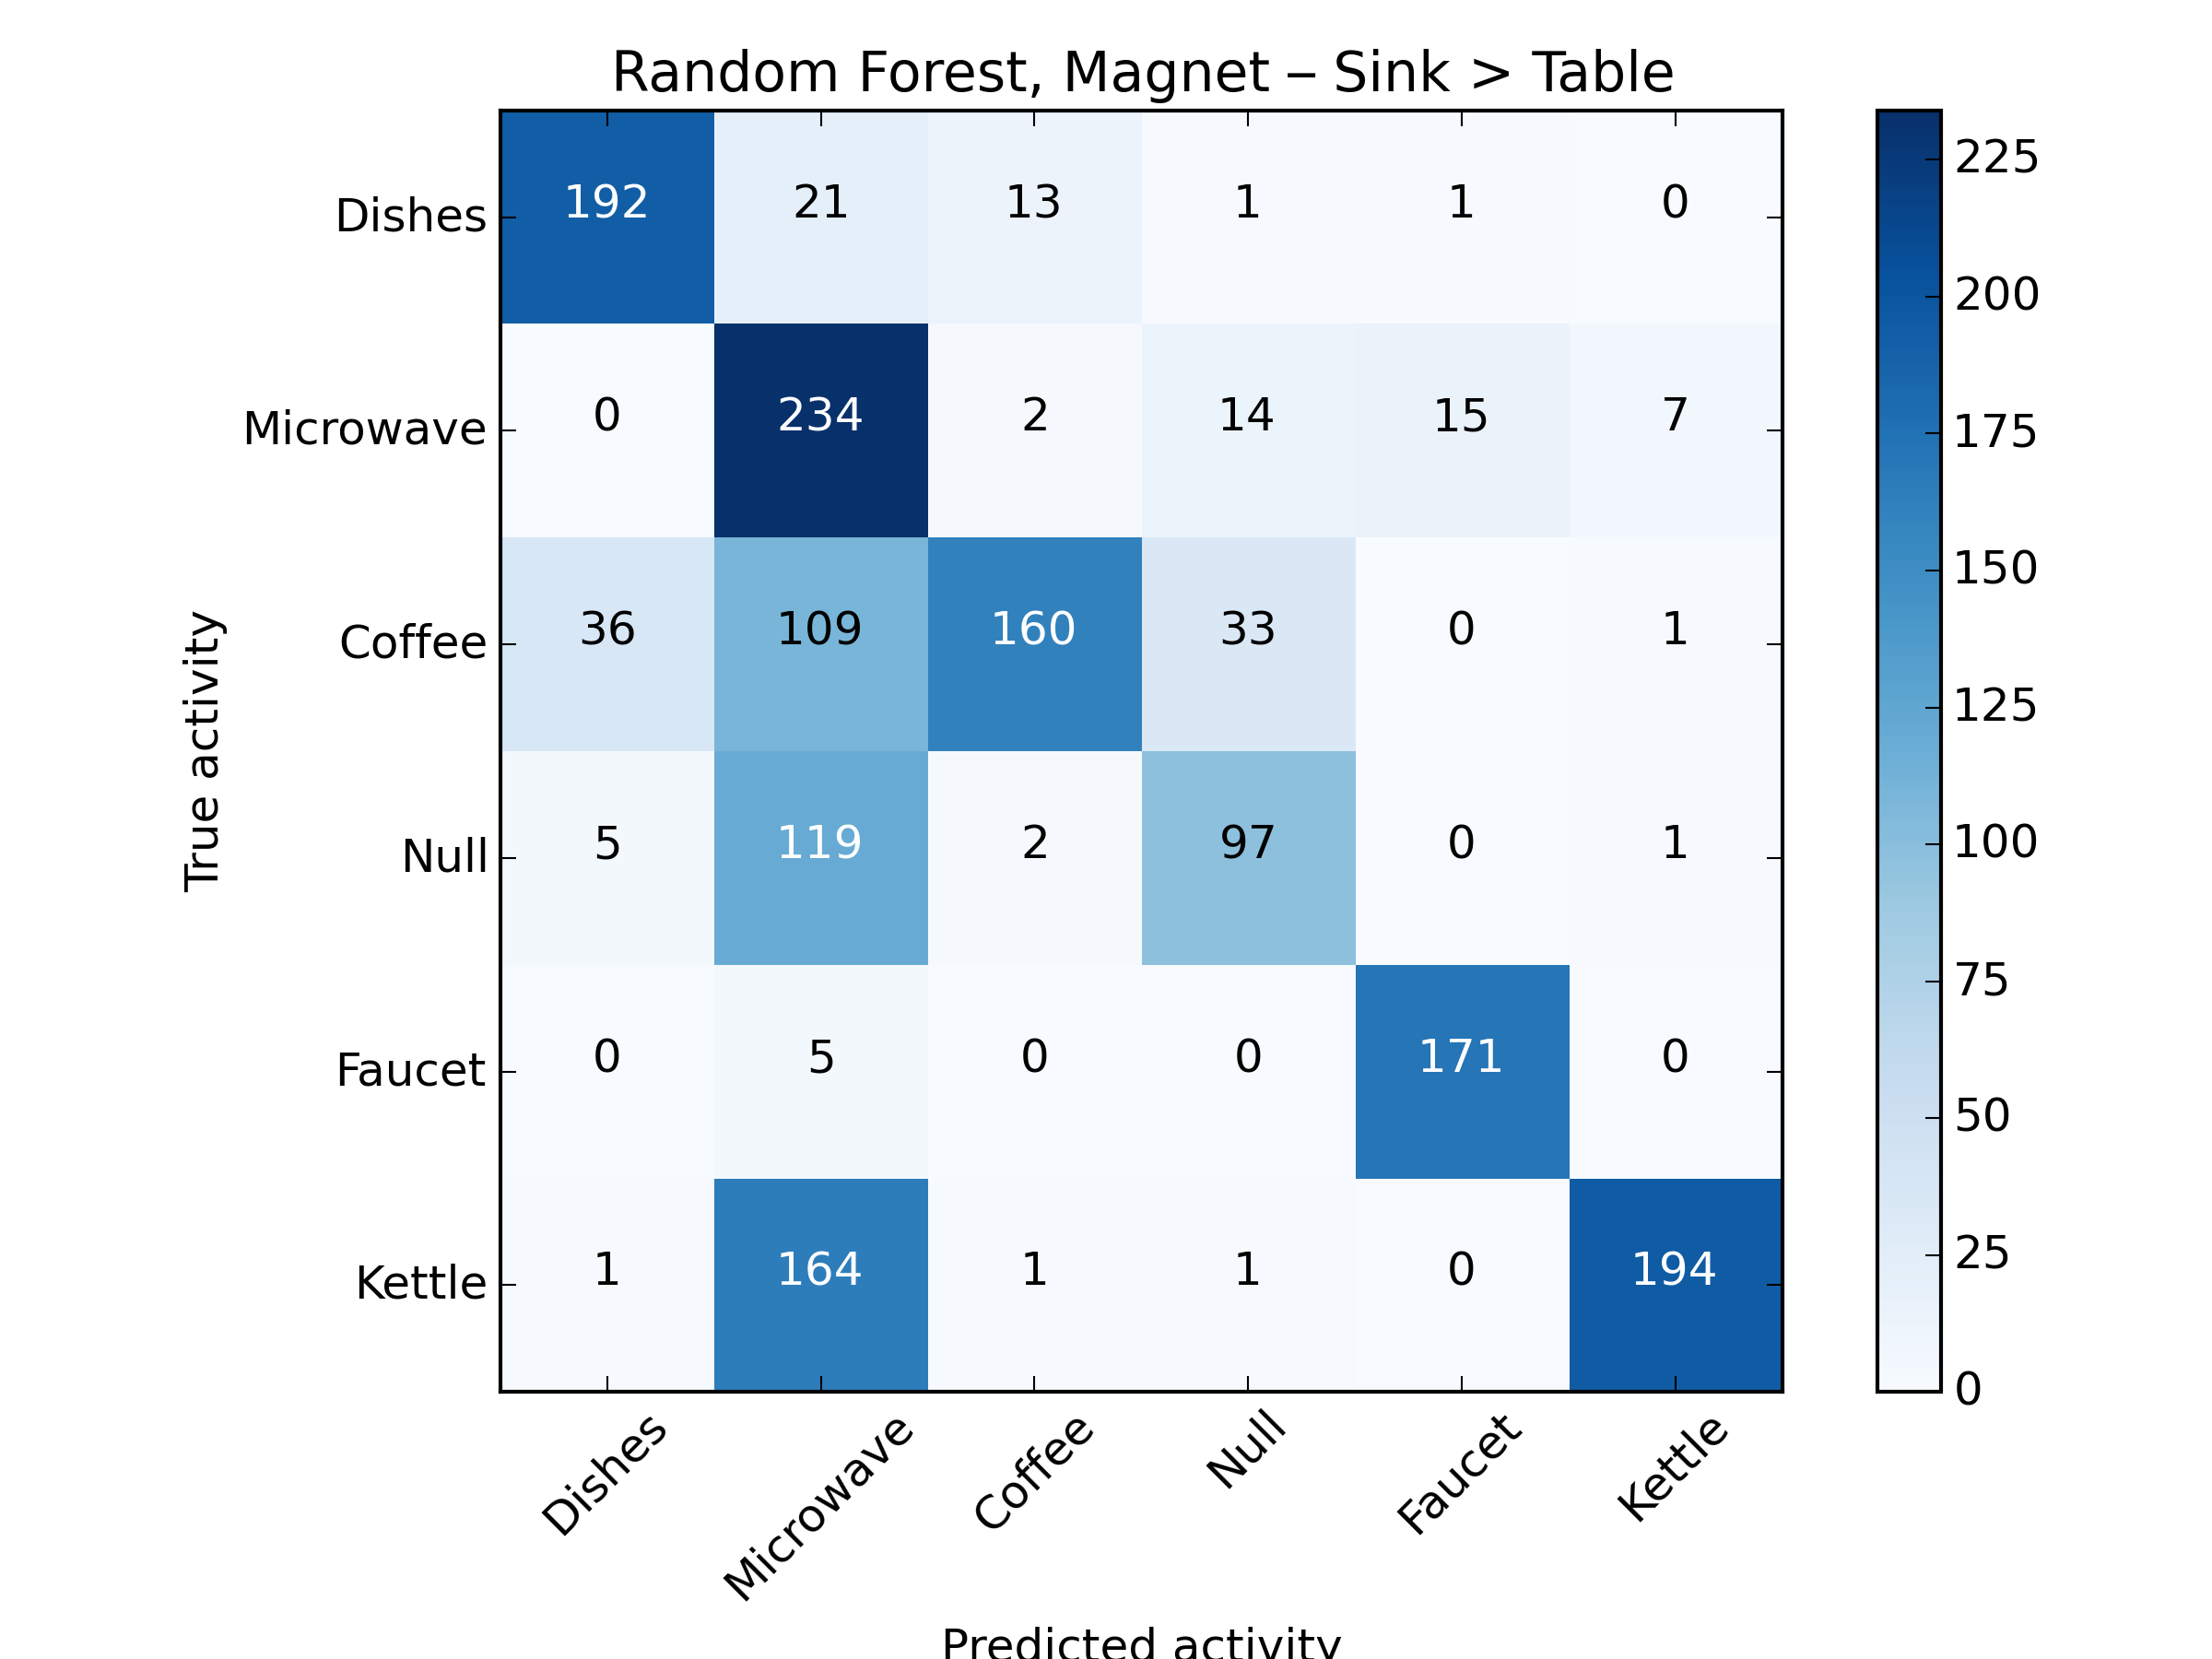 Random Forest, Magnet – Sink > Table
Dishes 192 21 13 1 1 0
Microwave 0 234 2 14 15 7
Coffee 36 109 160 33 0 1
Null 5 119 2 97 0 1
Faucet 0 5 0 0 171 0
Kettle 1 164 1 1 0 194
True activity
Dishes Microwave Coffee Null Faucet Kettle
Predicted activity
225
200
175
150
125
100
75
50
25
0